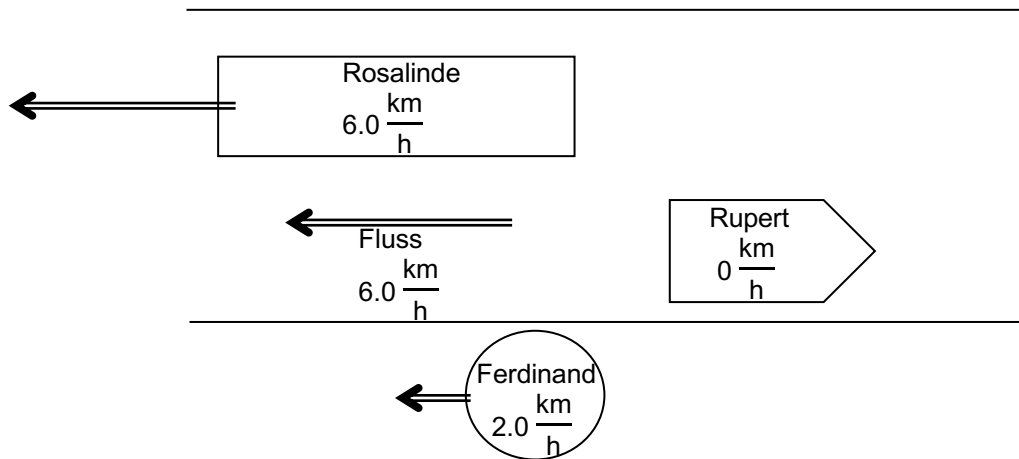 Rosalinde
6.0 km/h
Rupert
0 km/h
Fluss
6.0 km/h
Ferdinand
2.0 km/h